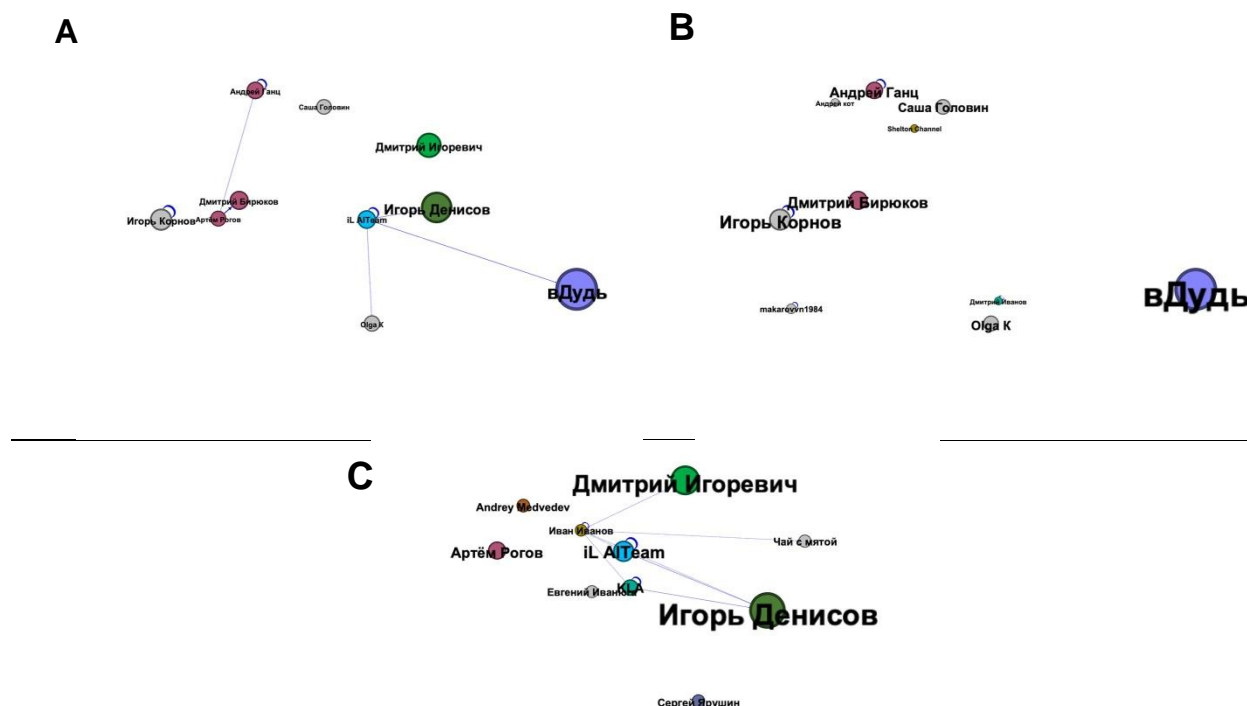 A
Андрей Ганц
Саша Головин
Дмитрий Игоревич
Дмитрий Бирюков
Игорь Денисов
Игорь Корнов
Артём Рогов
iL AITeam
вДудь
Olga K
B
Андрей Ганц
Андрей кот
Саша Головин
Shelton Channel
Дмитрий Бирюков
Игорь Корнов
вДудь
makarovvn1984
Дмитрий Иванов
Olga K
C
Дмитрий Игоревич
Andrey Medvedev
Иван Иванов
Чай с мятой
Артём Рогов
iL AITeam
KLA
Евгений Иванюга
Игорь Денисов
Сергей Ярушин